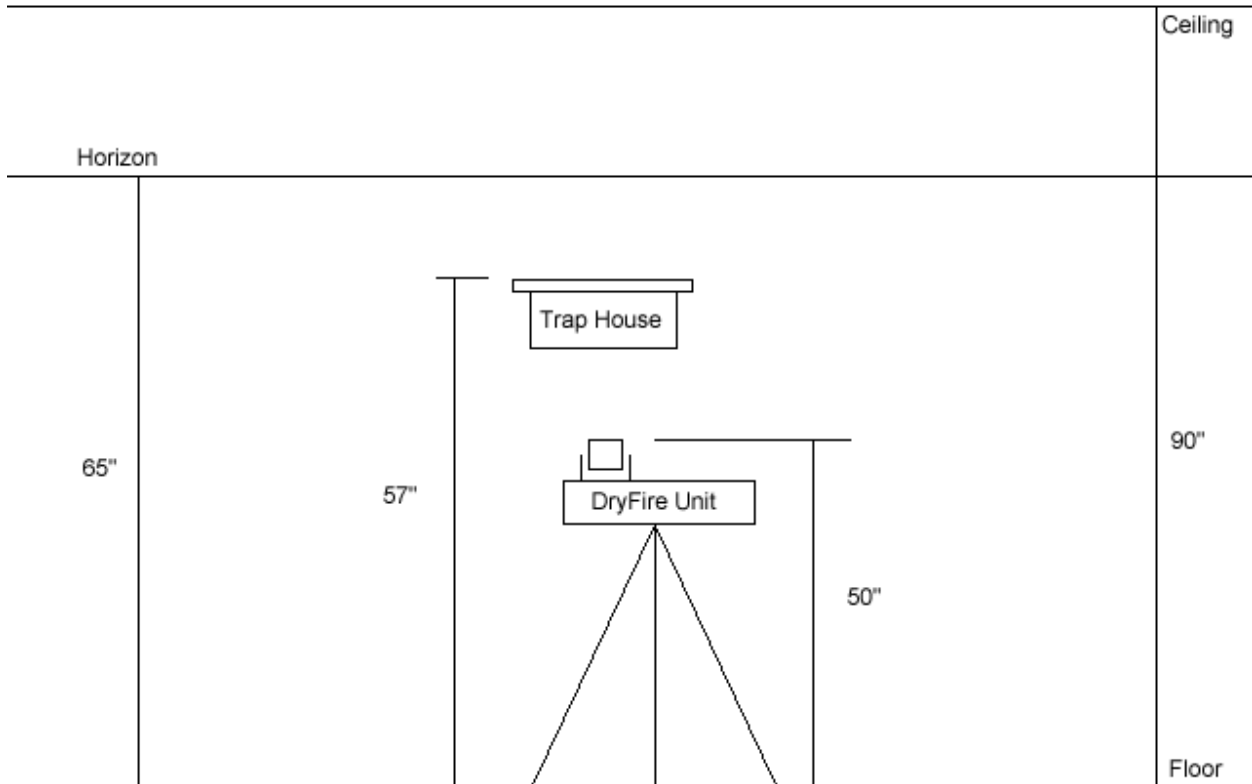 Ceiling
Horizon
Trap House
90"
65"
57"
DryFire Unit
50"
Floor